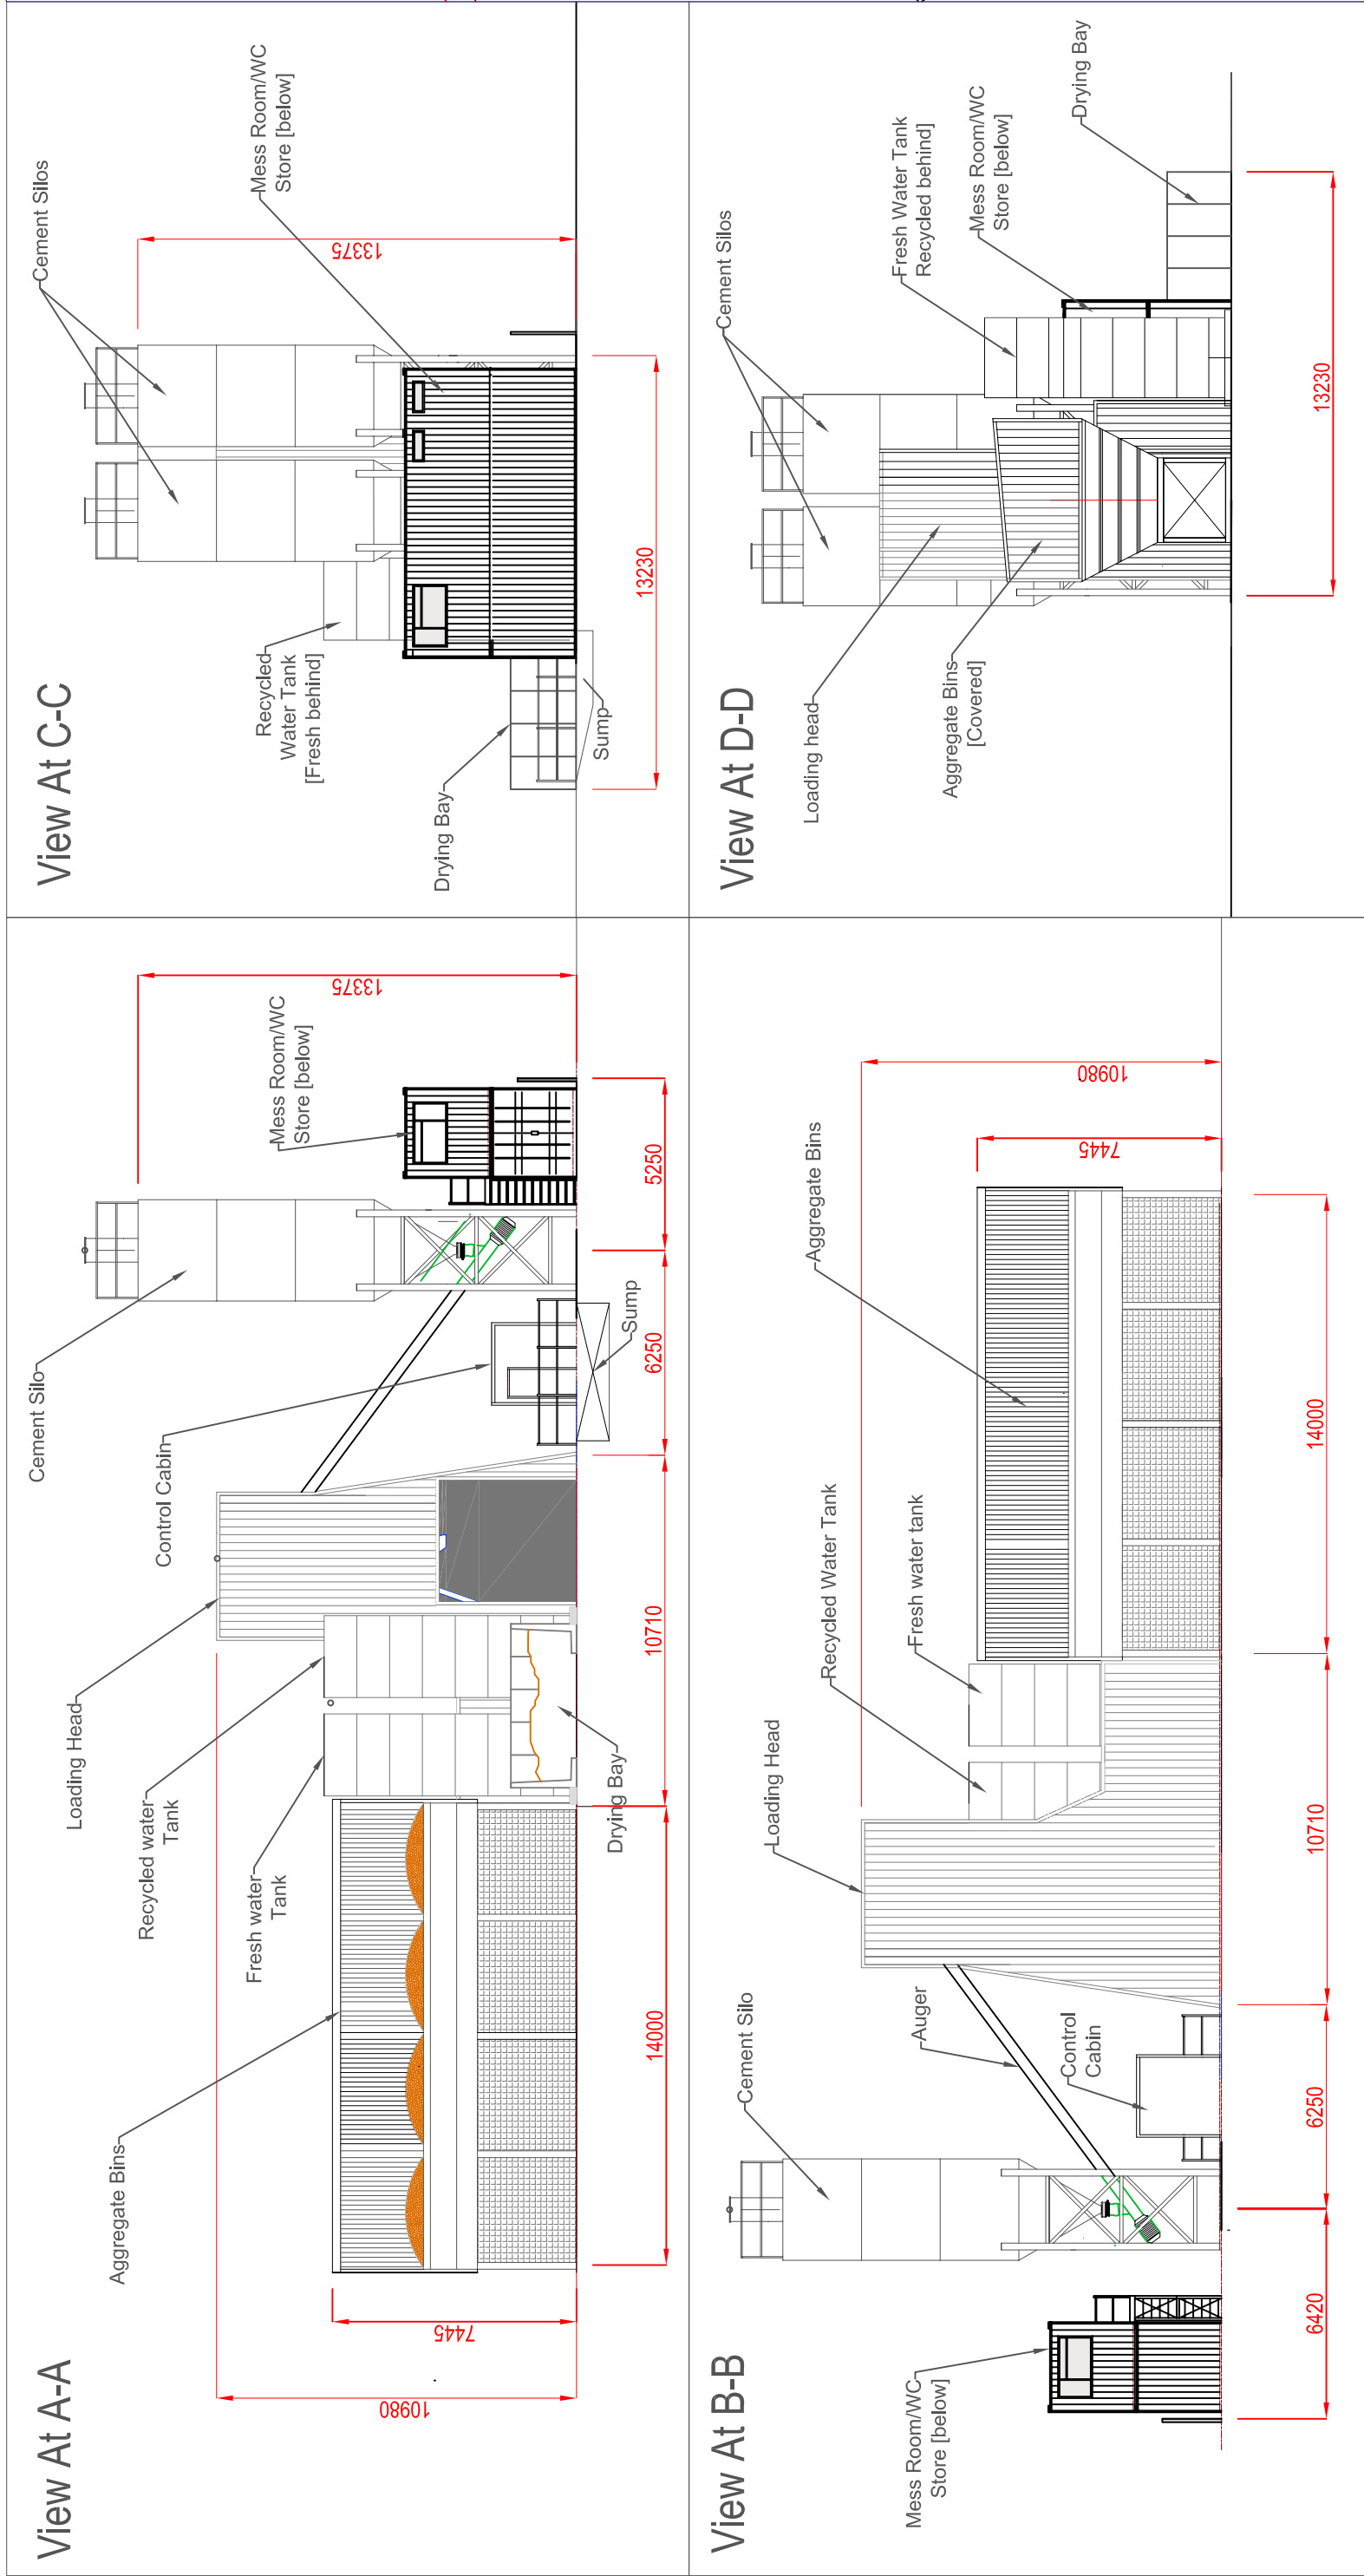 View At A-A
Aggregate Bins
Fresh water
Tank
Recycled water
Tank
Loading Head
Control Cabin
Cement Silo
Mess Room/WC
Store [below]
Drying Bay
Sump
10980
7445
13375
14000
10710
6250
5250
View At C-C
Cement Silos
Mess Room/WC
Store [below]
Recycled
Water Tank
[Fresh behind]
Drying Bay
Sump
13375
13230
View At B-B
Mess Room/WC
Store [below]
Cement Silo
Auger
Control
Cabin
Loading Head
Recycled Water Tank
Fresh water tank
Aggregate Bins
10980
7445
6420
6250
10710
14000
View At D-D
Loading head
Aggregate Bins
[Covered]
Cement Silos
Fresh Water Tank
Recycled behind]
Mess Room/WC
Store [below]
Drying Bay
13230